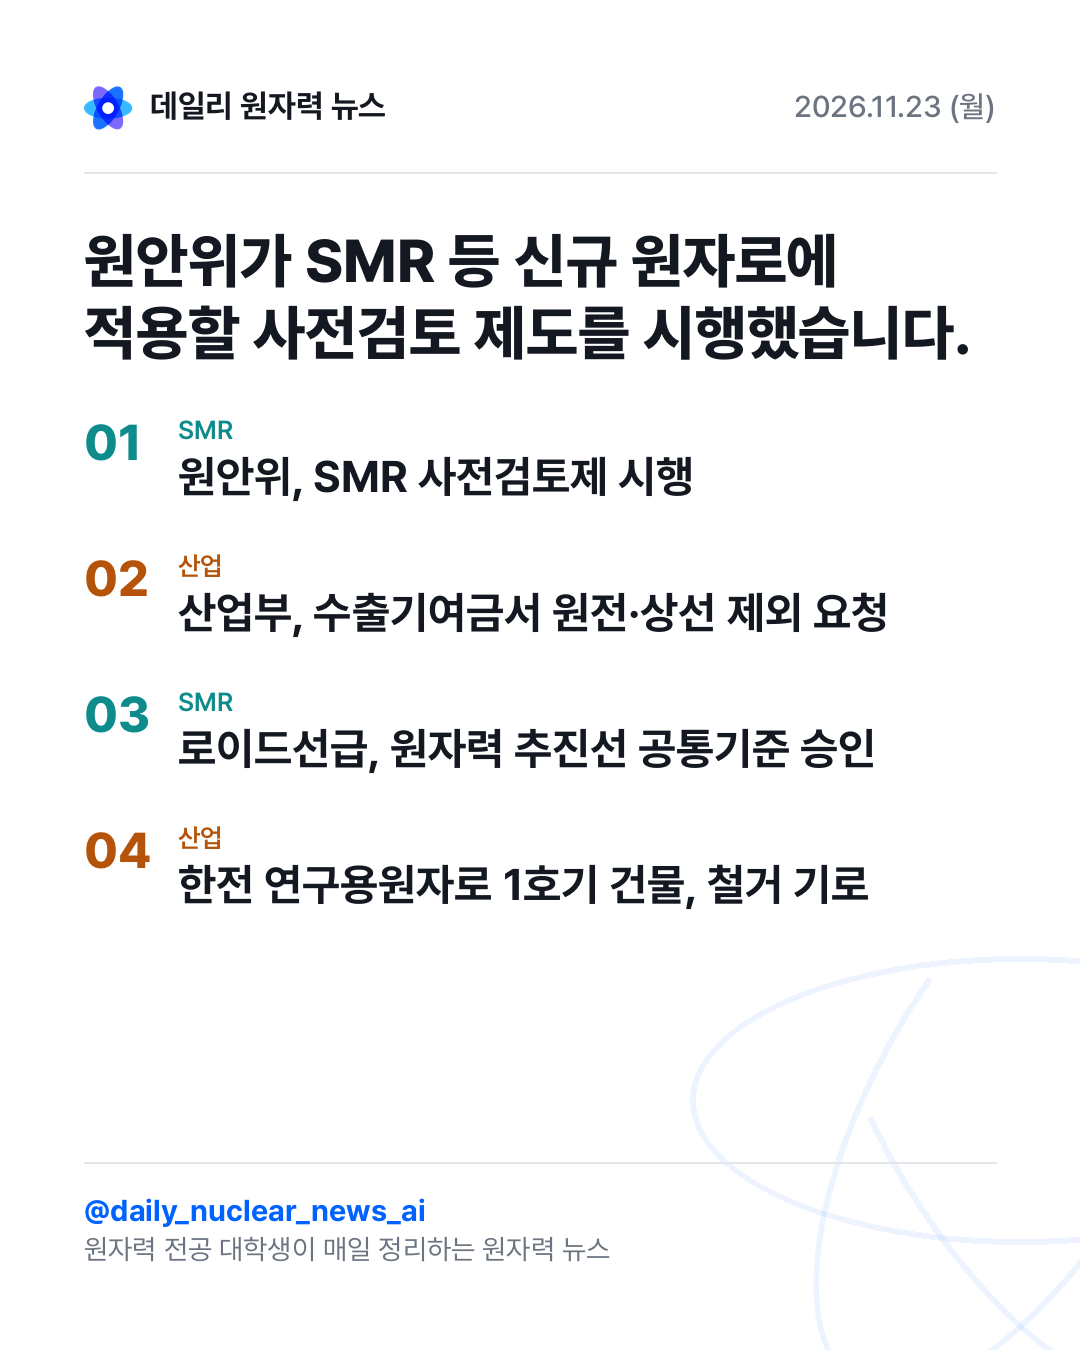 데일리 원자력 뉴스
2026.11.23 (월)
원안위가 SMR 등 신규 원자로에
적용할 사전검토 제도를 시행했습니다.
01
SMR
원안위, SMR 사전검토제 시행
02
산업
산업부, 수출기여금서 원전·상선 제외 요청
03
SMR
로이드선급, 원자력 추진선 공통기준 승인
04
산업
한전 연구용원자로 1호기 건물, 철거 기로
@daily_nuclear_news_ai
원자력 전공 대학생이 매일 정리하는 원자력 뉴스